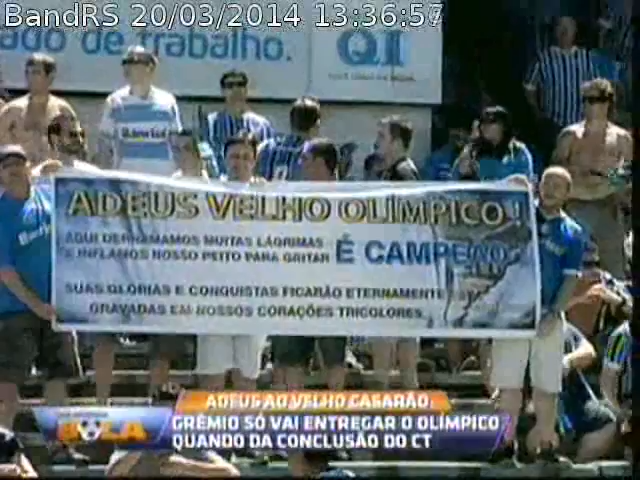 BandRS 20/03/2014 13:36:57
ado de trabalho.
QI
ADEUS VELHO OLÍMPICO!
AQUI DERRAMAMOS MUITAS LÁGRIMAS
E INFLAMOS NOSSO PEITO PARA GRITAR É CAMPEÃO
SUAS GLÓRIAS E CONQUISTAS FICARÃO ETERNAMENTE
GRAVADAS EM NOSSOS CORAÇÕES TRICOLORES
ADEUS AO VELHO CASARÃO:
BOLA
GRÊMIO SÓ VAI ENTREGAR O OLÍMPICO
QUANDO DA CONCLUSÃO DO CT